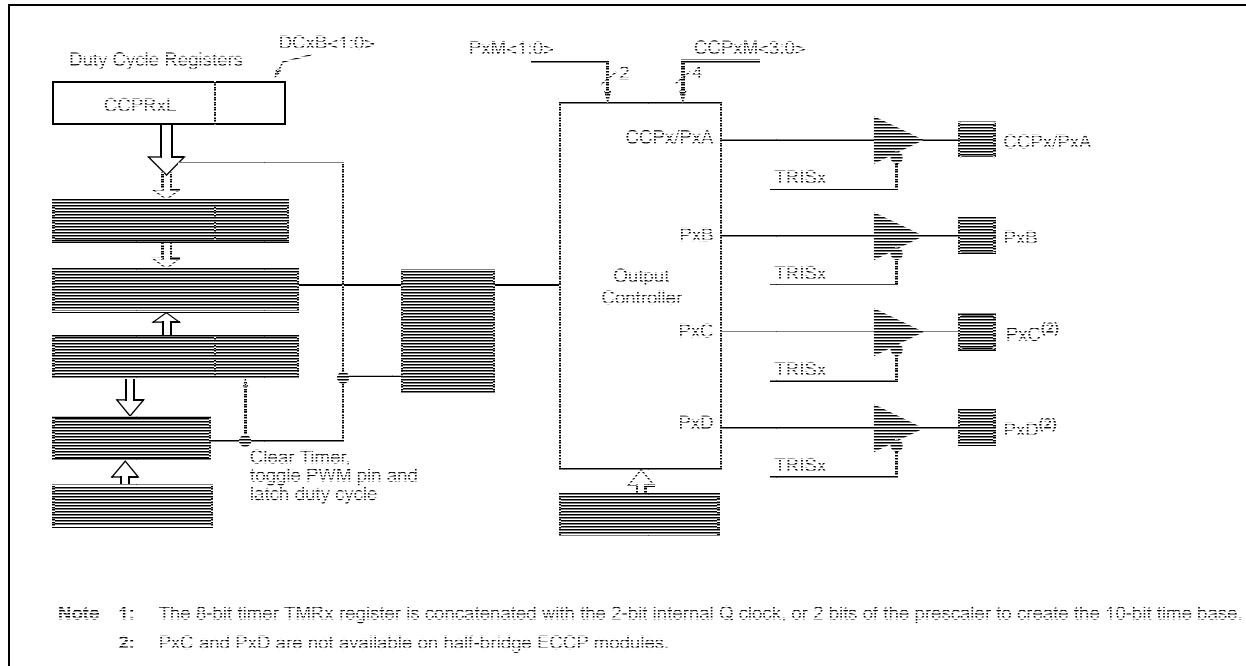 DCxB<1:0>
Duty Cycle Registers
CCPRxL
PxM<1:0>
2
CCPxM<3:0>
4
CCPx/PxA
TRISx
CCPx/PxA
PxB
TRISx
PxB
Output
Controller
PxC
TRISx
PxC(2)
PxD
TRISx
PxD(2)
Clear Timer,
toggle PWM pin and
latch duty cycle
Note 1: The 8-bit timer TMRx register is concatenated with the 2-bit internal Q clock, or 2 bits of the prescaler to create the 10-bit time base.
2: PxC and PxD are not available on half-bridge ECCP modules.